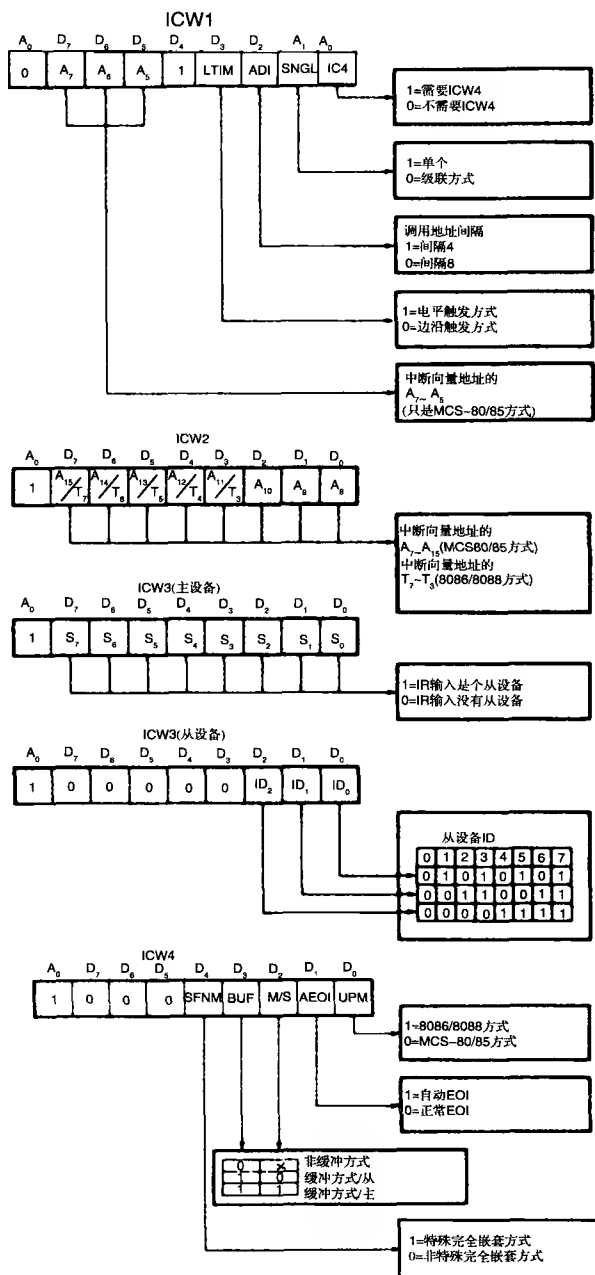 ICW1
A₀ D₇ D₆ D₅ D₄ D₃ D₂ A₁ A₀
0 A₇ A₆ A₅ 1 LTIM ADI SNGL IC4
1=需要ICW4
0=不需要ICW4
1=单个
0=级联方式
调用地址间隔
1=间隔4
0=间隔8
1=电平触发方式
0=边沿触发方式
中断向量地址的
A₇~A₅
(只是MCS~80/85方式)
ICW2
A₀ D₇ D₆ D₅ D₄ D₃ D₂ D₁ D₀
1 A₁₅/T₇ A₁₄/T₆ A₁₃/T₅ A₁₂/T₄ A₁₁/T₃ A₁₀ A₉ A₈
中断向量地址的
A₇~A₁₅(MCS80/85方式)
中断向量地址的
T₇~T₃(8086/8088方式)
ICW3(主设备)
A₀ D₇ D₆ D₅ D₄ D₃ D₂ D₁ D₀
1 S₇ S₆ S₅ S₄ S₃ S₂ S₁ S₀
1=IR输入是个从设备
0=IR输入没有从设备
ICW3(从设备)
A₀ D₇ D₈ D₅ D₄ D₃ D₂ D₁ D₀
1 0 0 0 0 0 ID₂ ID₁ ID₀
从设备ID
0 1 2 3 4 5 6 7
0 1 0 1 0 1 0 1
0 0 1 1 0 0 1 1
0 0 0 0 1 1 1 1
ICW4
A₀ D₇ D₆ D₅ D₄ D₃ D₂ D₁ D₀
1 0 0 0 SFNM BUF M/S AEOI UPM
1=8086/8088方式
0=MCS-80/85方式
1=自动EOI
0=正常EOI
0 × 非缓冲方式
1 0 缓冲方式/从
1 1 缓冲方式/主
1=特殊完全嵌套方式
0=非特殊完全嵌套方式